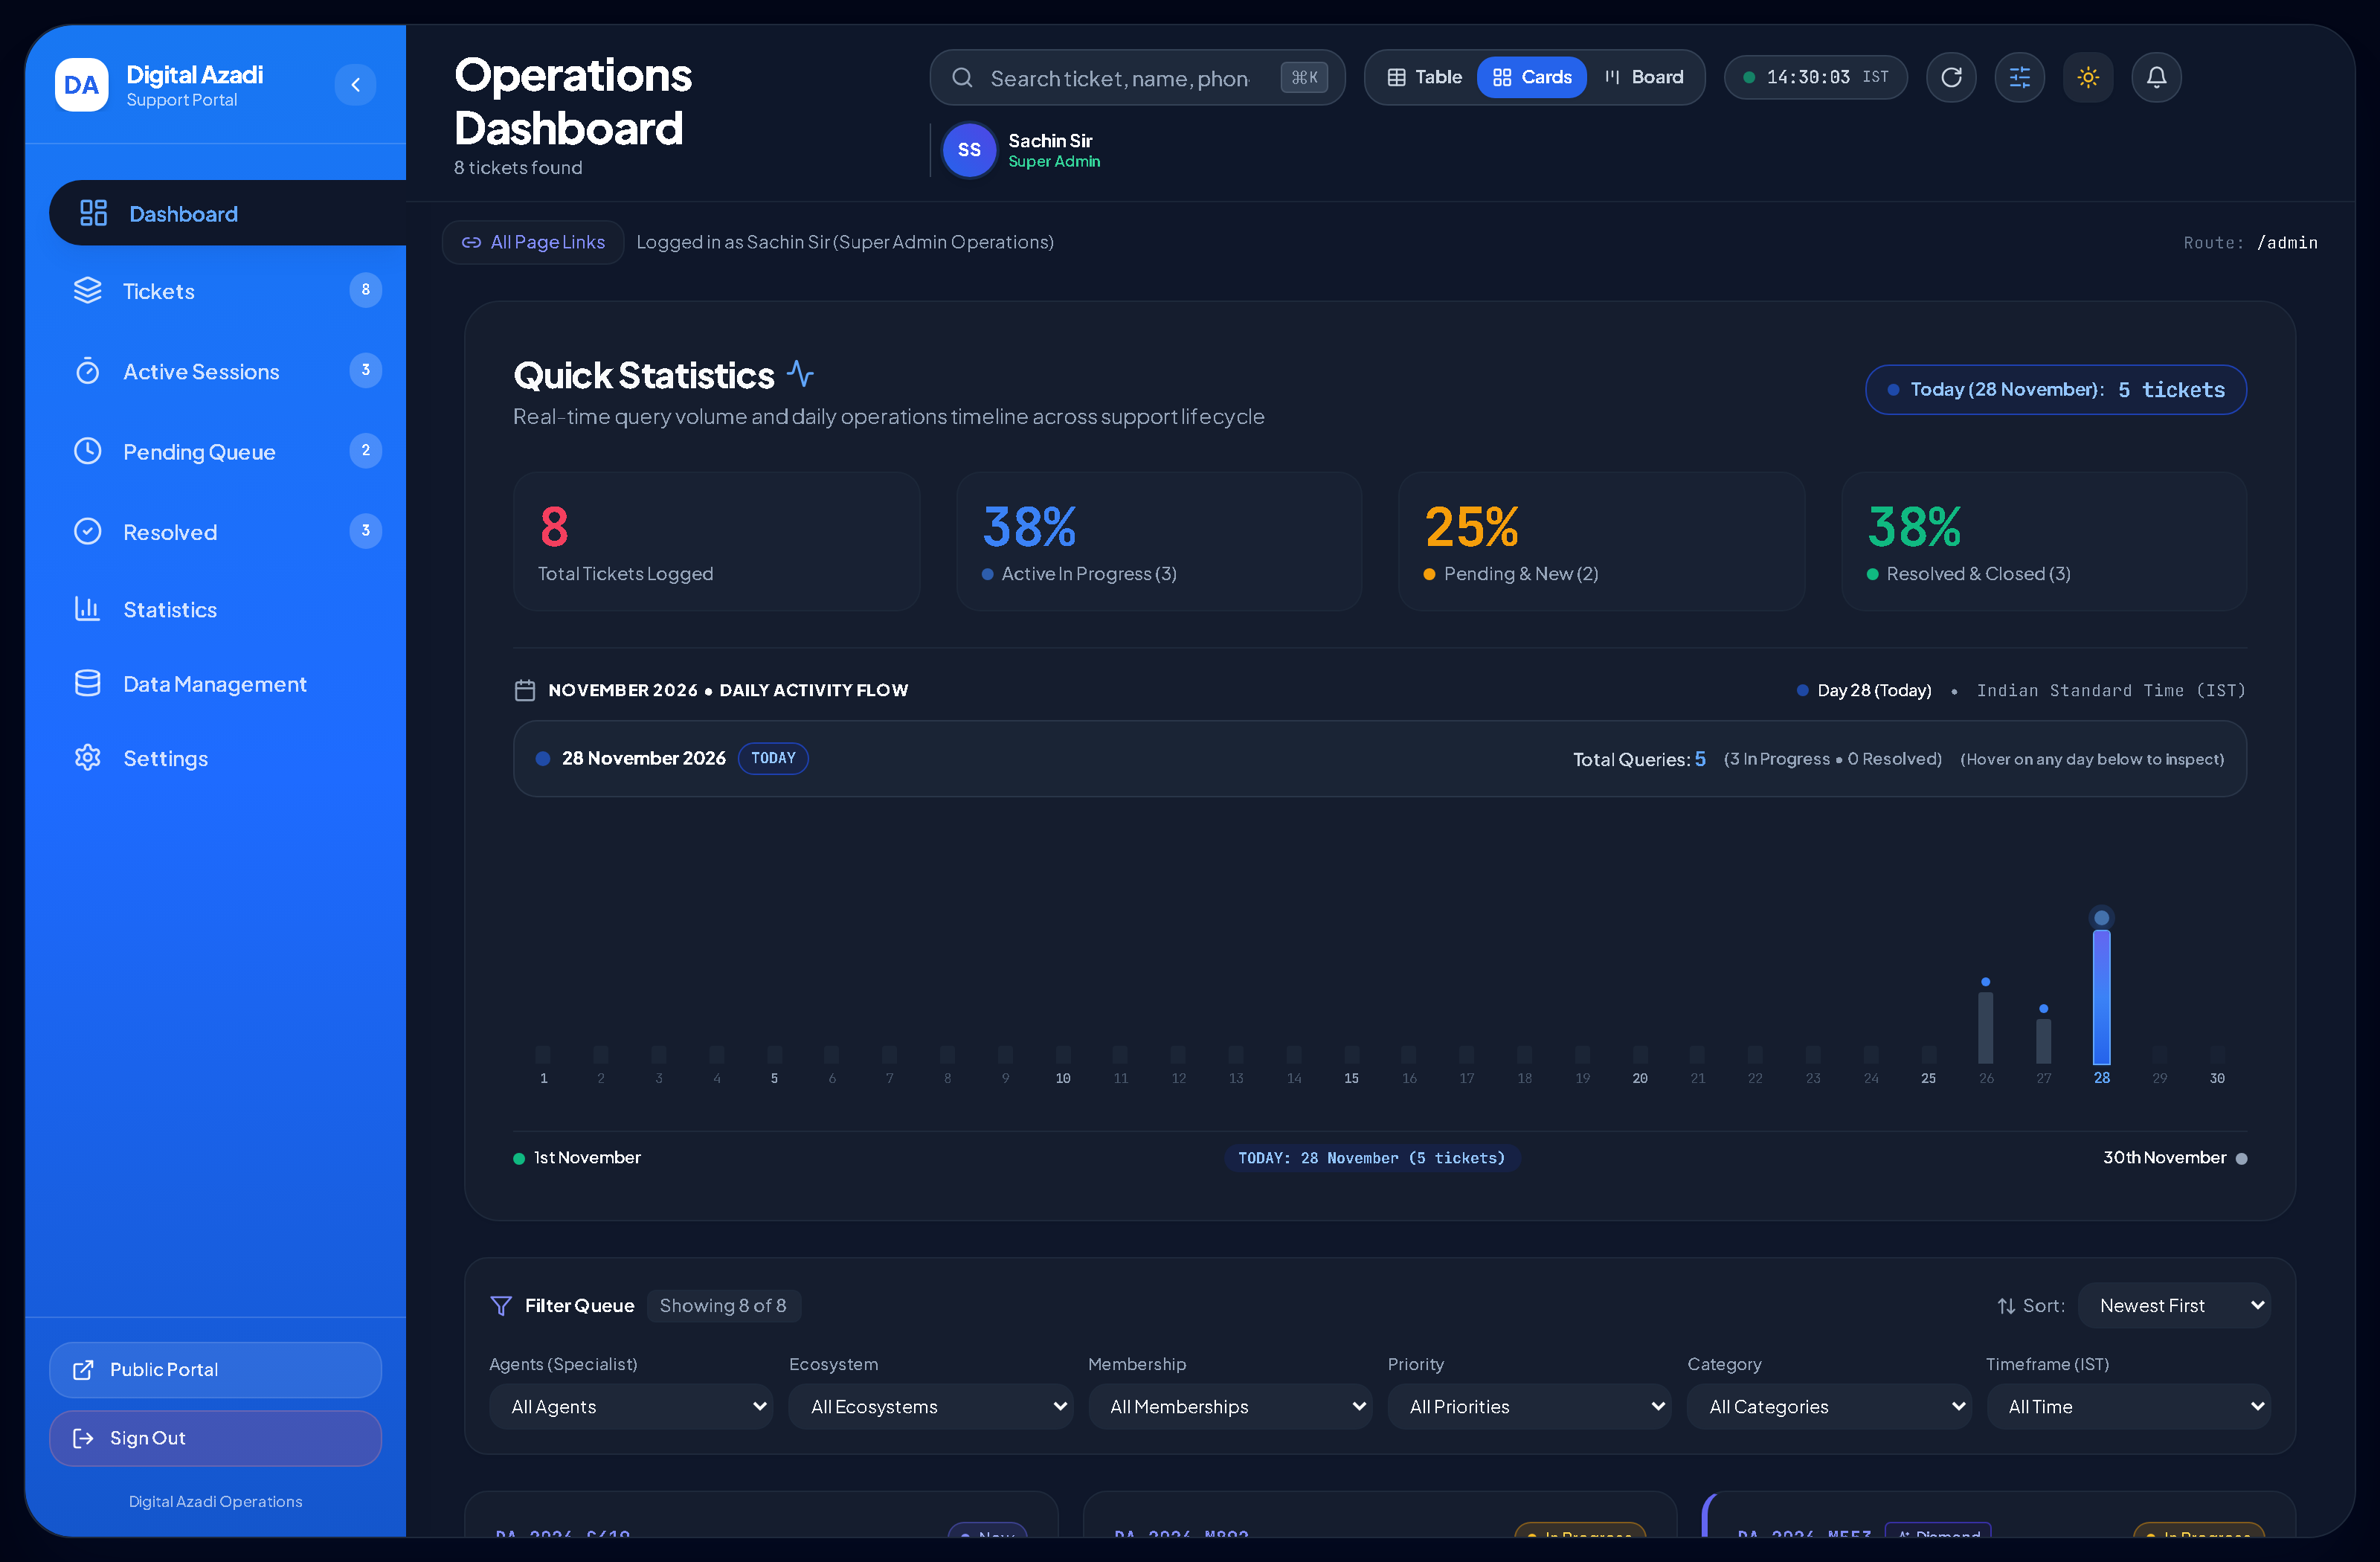 DA
Digital Azadi
Support Portal
Dashboard
Tickets 8
Active Sessions 3
Pending Queue 2
Resolved 3
Statistics
Data Management
Settings
Public Portal
Sign Out
Digital Azadi Operations
Operations
Dashboard
8 tickets found
Search ticket, name, phon
⌘K
Table Cards Board
14:30:03 IST
SS
Sachin Sir
Super Admin
All Page Links Logged in as Sachin Sir (Super Admin Operations)
Route: /admin
Quick Statistics
Real-time query volume and daily operations timeline across support lifecycle
Today (28 November): 5 tickets
8
Total Tickets Logged
38%
Active In Progress (3)
25%
Pending & New (2)
38%
Resolved & Closed (3)
NOVEMBER 2026 • DAILY ACTIVITY FLOW
Day 28 (Today) • Indian Standard Time (IST)
28 November 2026 TODAY
Total Queries: 5 (3 In Progress • 0 Resolved) (Hover on any day below to inspect)
1 2 3 4 5 6 7 8 9 10 11 12 13 14 15 16 17 18 19 20 21 22 23 24 25 26 27 28 29 30
1st November
TODAY: 28 November (5 tickets)
30th November
Filter Queue Showing 8 of 8
Sort: Newest First
Agents (Specialist) Ecosystem Membership Priority Category Timeframe (IST)
All Agents All Ecosystems All Memberships All Priorities All Categories All Time
New
In Progress
Diamond In Progress